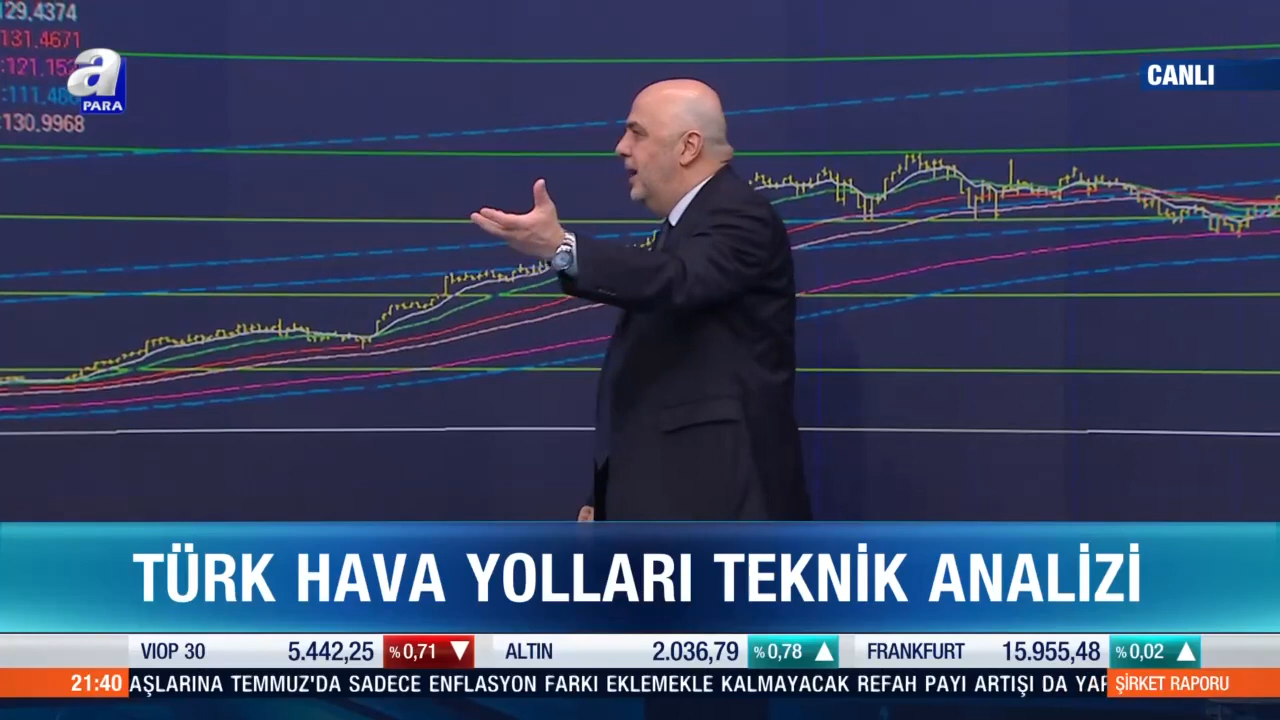 129.4374
131.4671
:121.152
:111.486
:130.9968
a
PARA
CANLI
TÜRK HAVA YOLLARI TEKNİK ANALİZİ
VIOP 30 5.442,25 %0,71 ALTIN 2.036,79 %0,78 FRANKFURT 15.955,48 %0,02
21:40 AŞLARINA TEMMUZ'DA SADECE ENFLASYON FARKI EKLEMEKLE KALMAYACAK REFAH PAYI ARTIŞI DA YAP ŞİRKET RAPORU